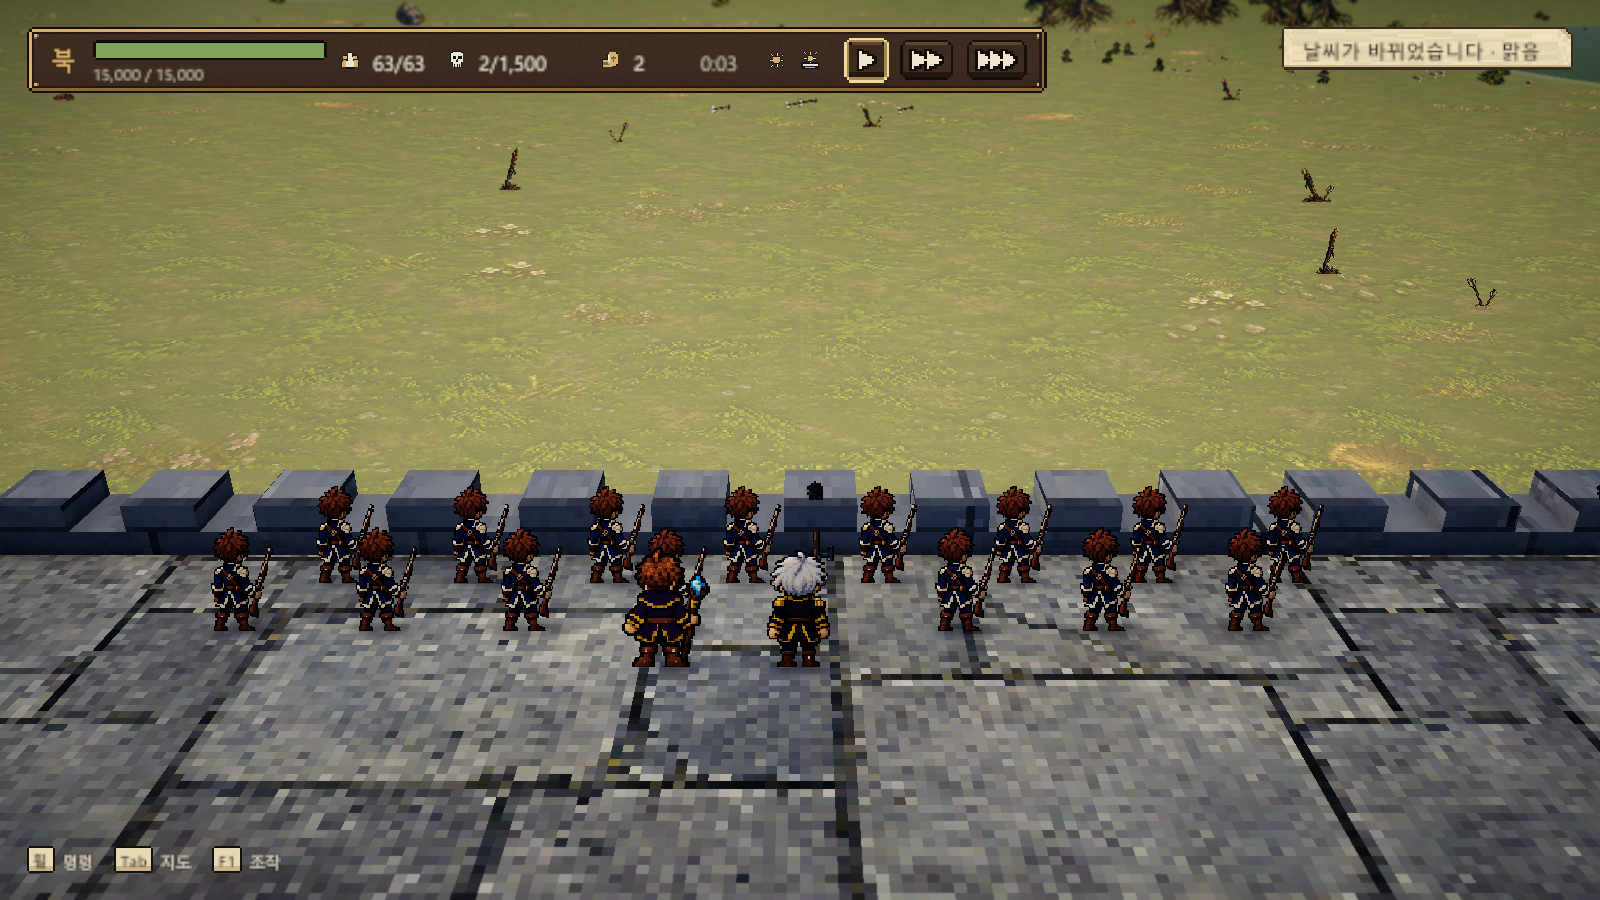 북
15,000 / 15,000
63/63
2/1,500
2
0:03
날씨가 바뀌었습니다 · 맑음
휠 명령 Tab 지도 F1 조작